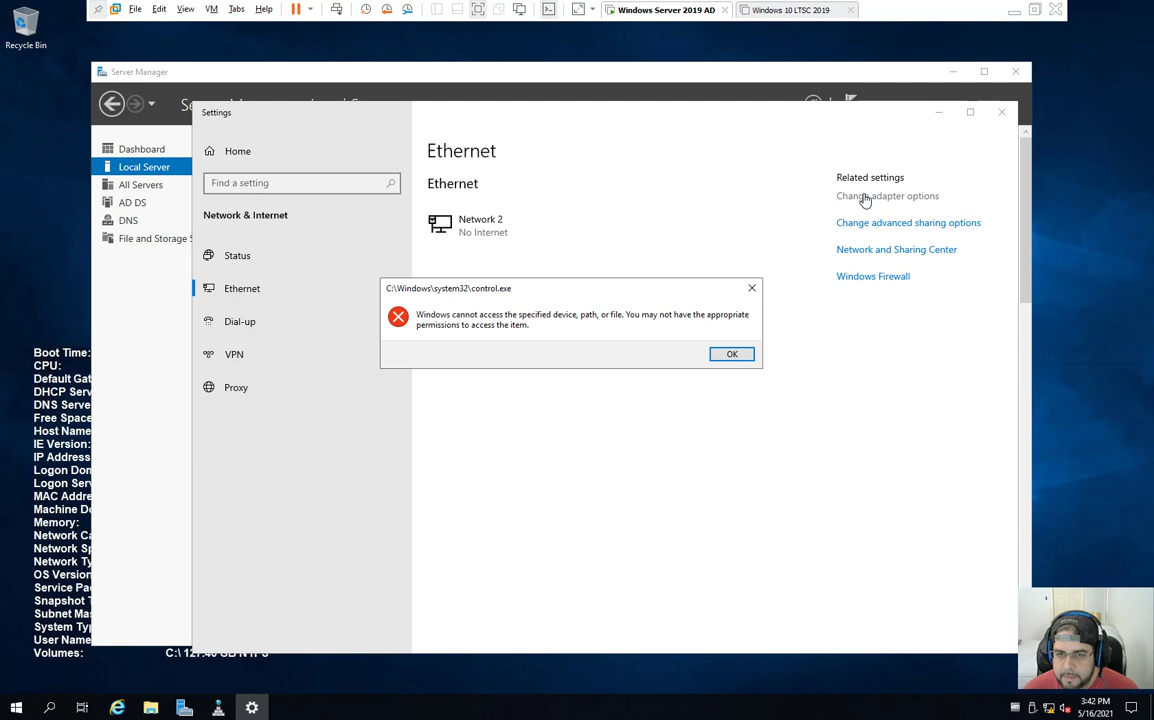 File Edit View VM Tabs Help Windows Server 2019 AD Windows 10 LTSC 2019
Recycle Bin
Server Manager
Settings
Dashboard
Local Server
All Servers
AD DS
DNS
File and Storage S
Home
Find a setting
Network & Internet
Status
Ethernet
Dial-up
VPN
Proxy
Ethernet
Ethernet
Network 2
No Internet
Related settings
Change adapter options
Change advanced sharing options
Network and Sharing Center
Windows Firewall
C:\Windows\system32\control.exe
Windows cannot access the specified device, path, or file. You may not have the appropriate
permissions to access the item.
OK
Boot Time:
CPU:
Default Gat
DHCP Serv
DNS Serve
Free Space
Host Name
IE Version:
IP Address
Logon Don
Logon Serv
MAC Addre
Machine Do
Memory:
Network Ca
Network Sp
Network Ty
OS Version
Service Pa
Snapshot T
Subnet Mas
System Typ
User Name
Volumes:
3:42 PM
5/16/2021